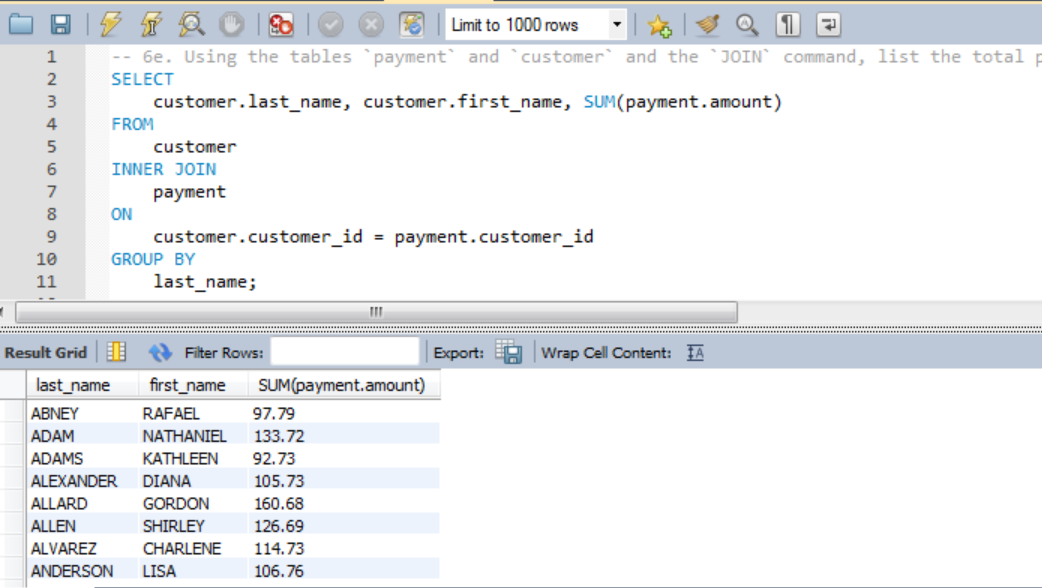 Limit to 1000 rows
1 -- 6e. Using the tables `payment` and `customer` and the `JOIN` command, list the total
2 SELECT
3 customer.last_name, customer.first_name, SUM(payment.amount)
4 FROM
5 customer
6 INNER JOIN
7 payment
8 ON
9 customer.customer_id = payment.customer_id
10 GROUP BY
11 last_name;
Result Grid Filter Rows: Export: Wrap Cell Content:
last_name first_name SUM(payment.amount)
ABNEY RAFAEL 97.79
ADAM NATHANIEL 133.72
ADAMS KATHLEEN 92.73
ALEXANDER DIANA 105.73
ALLARD GORDON 160.68
ALLEN SHIRLEY 126.69
ALVAREZ CHARLENE 114.73
ANDERSON LISA 106.76